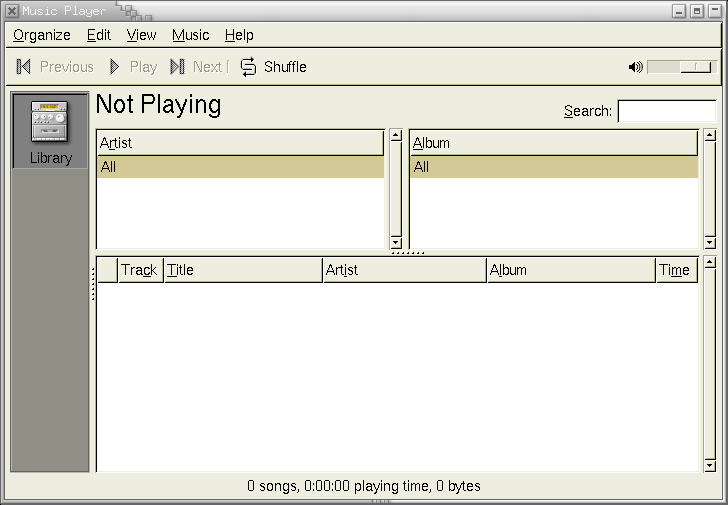 Music Player
Organize Edit View Music Help
Previous Play Next Shuffle
Not Playing
Search:
Library
Artist Album
All All
Track Title Artist Album Time
0 songs, 0:00:00 playing time, 0 bytes